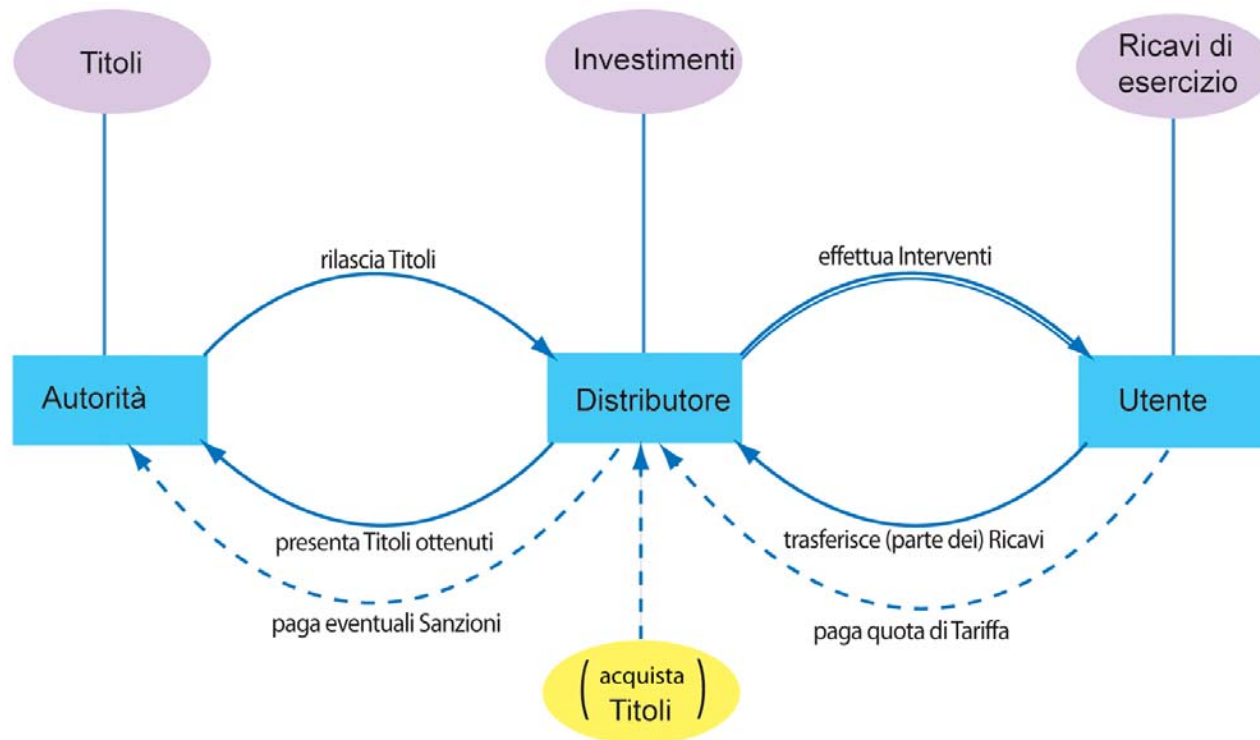 Titoli
Investimenti
Ricavi di
esercizio
rilascia Titoli
effettua Interventi
Autorità
Distributore
Utente
presenta Titoli ottenuti
trasferisce (parte dei) Ricavi
paga eventuali Sanzioni
paga quota di Tariffa
( acquista )
Titoli